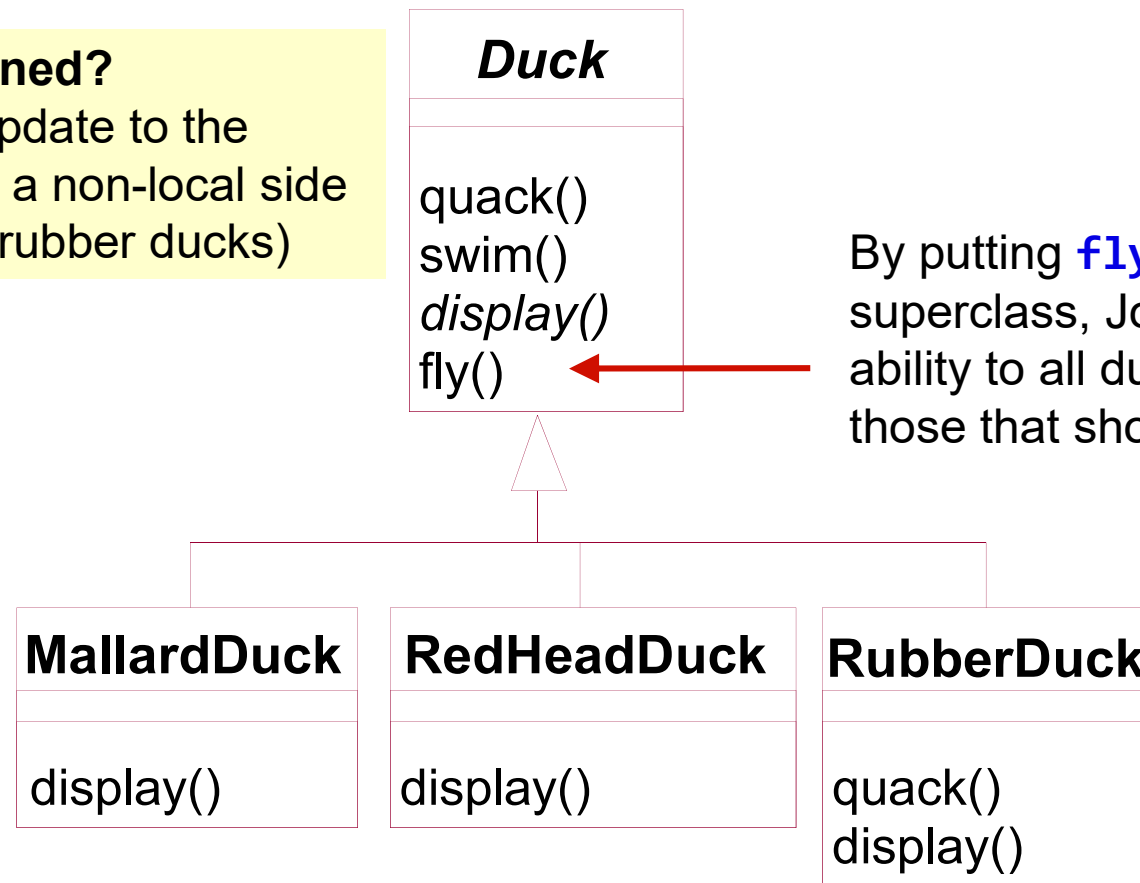 ned?
pdate to the
a non-local side
rubber ducks)
Duck
quack()
swim()
display()
fly()
By putting fly
superclass, Jo
ability to all du
those that sho
MallardDuck
display()
RedHeadDuck
display()
RubberDuck
quack()
display()